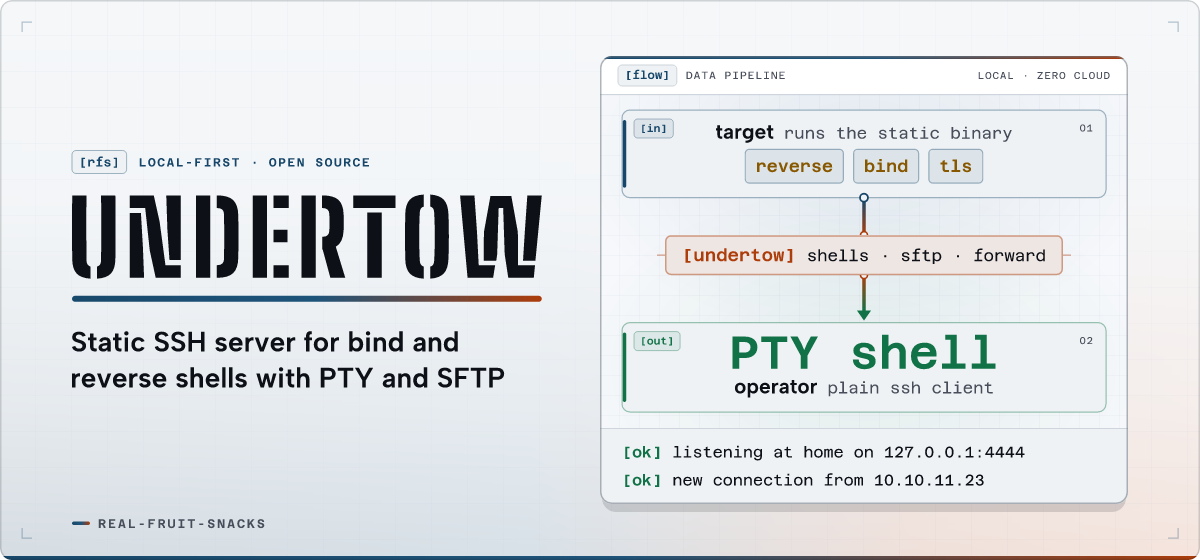 [rfs] LOCAL-FIRST · OPEN SOURCE
UNDERTOW
Static SSH server for bind and
reverse shells with PTY and SFTP
REAL-FRUIT-SNACKS
[flow] DATA PIPELINE LOCAL · ZERO CLOUD
[in] target runs the static binary 01
reverse bind tls
[undertow] shells · sftp · forward
[out] PTY shell 02
operator plain ssh client
[ok] listening at home on 127.0.0.1:4444
[ok] new connection from 10.10.11.23